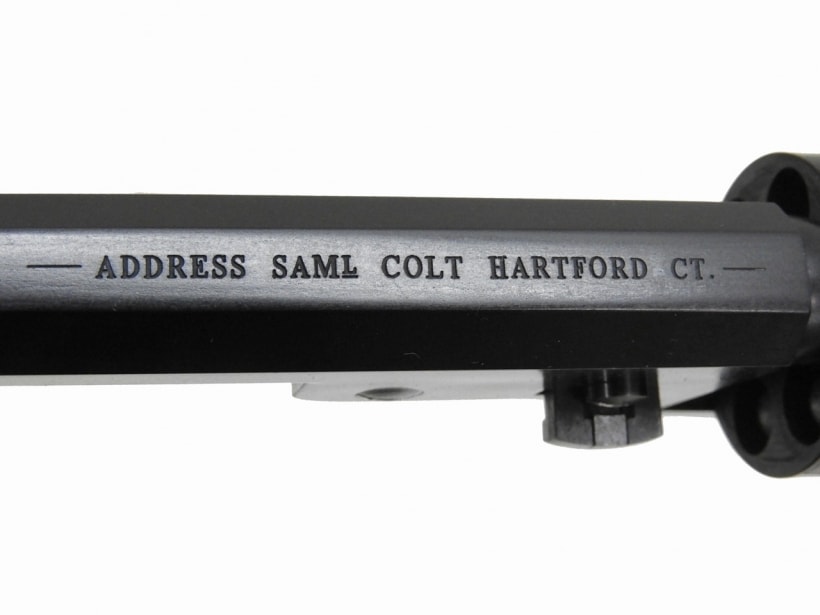 — ADDRESS SAML COLT HARTFORD CT. —